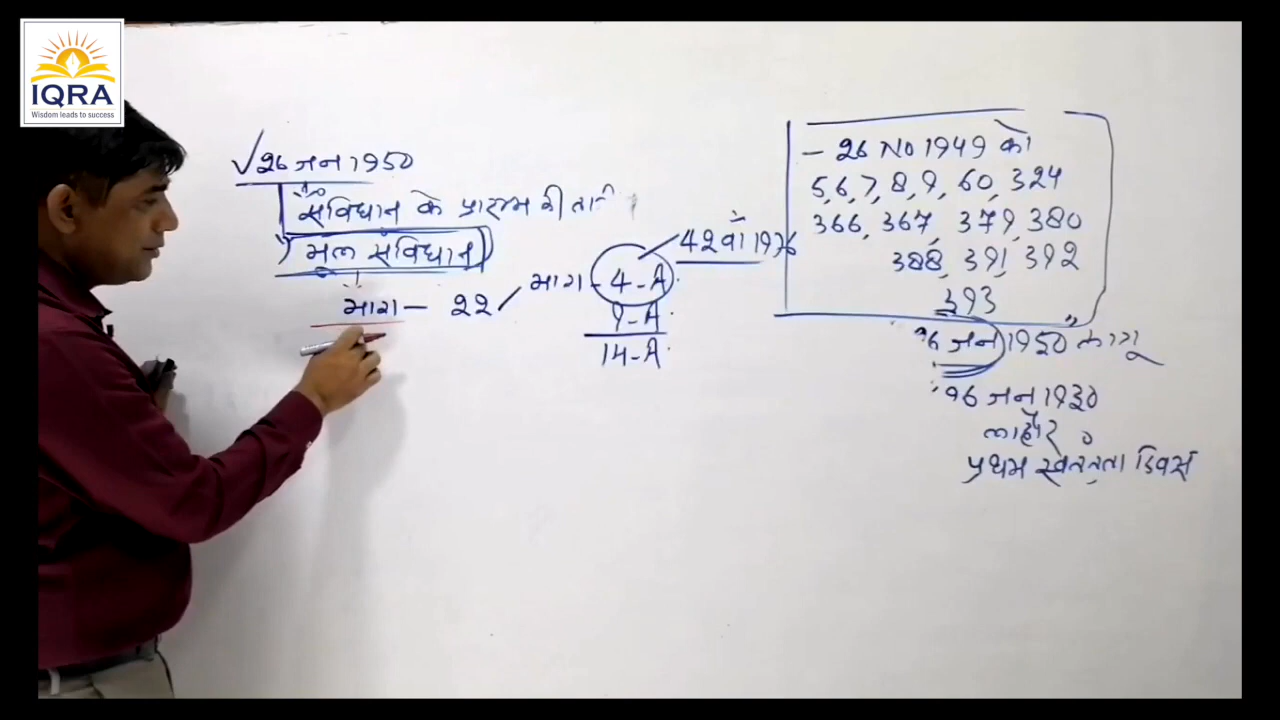 IQRA
Wisdom leads to success
√26 जन 1950
संविधान के प्रारम्भ की
मूल संविधान
भाग - 22
भाग - 4-A
9-A
14-A
42वां 1976
- 26 No 1949 को
5, 6, 7, 8, 9, 60, 324
366, 367, 379, 380
388, 391, 392
393
26 जन 1950 लागू
26 जन 1930
लाहौर
प्रथम स्वतन्त्रता दिवस